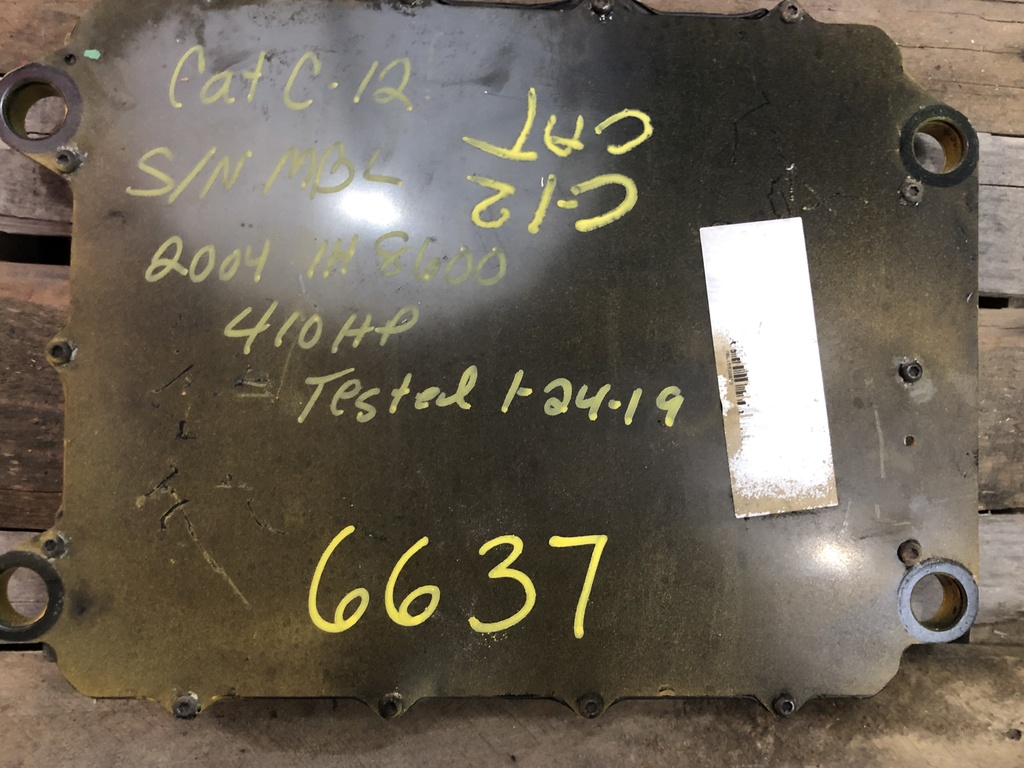 Cat C-12
S/N MBL
2004 IH 8600
410 HP
Tested 1-24-19
CAT
C-12
6637